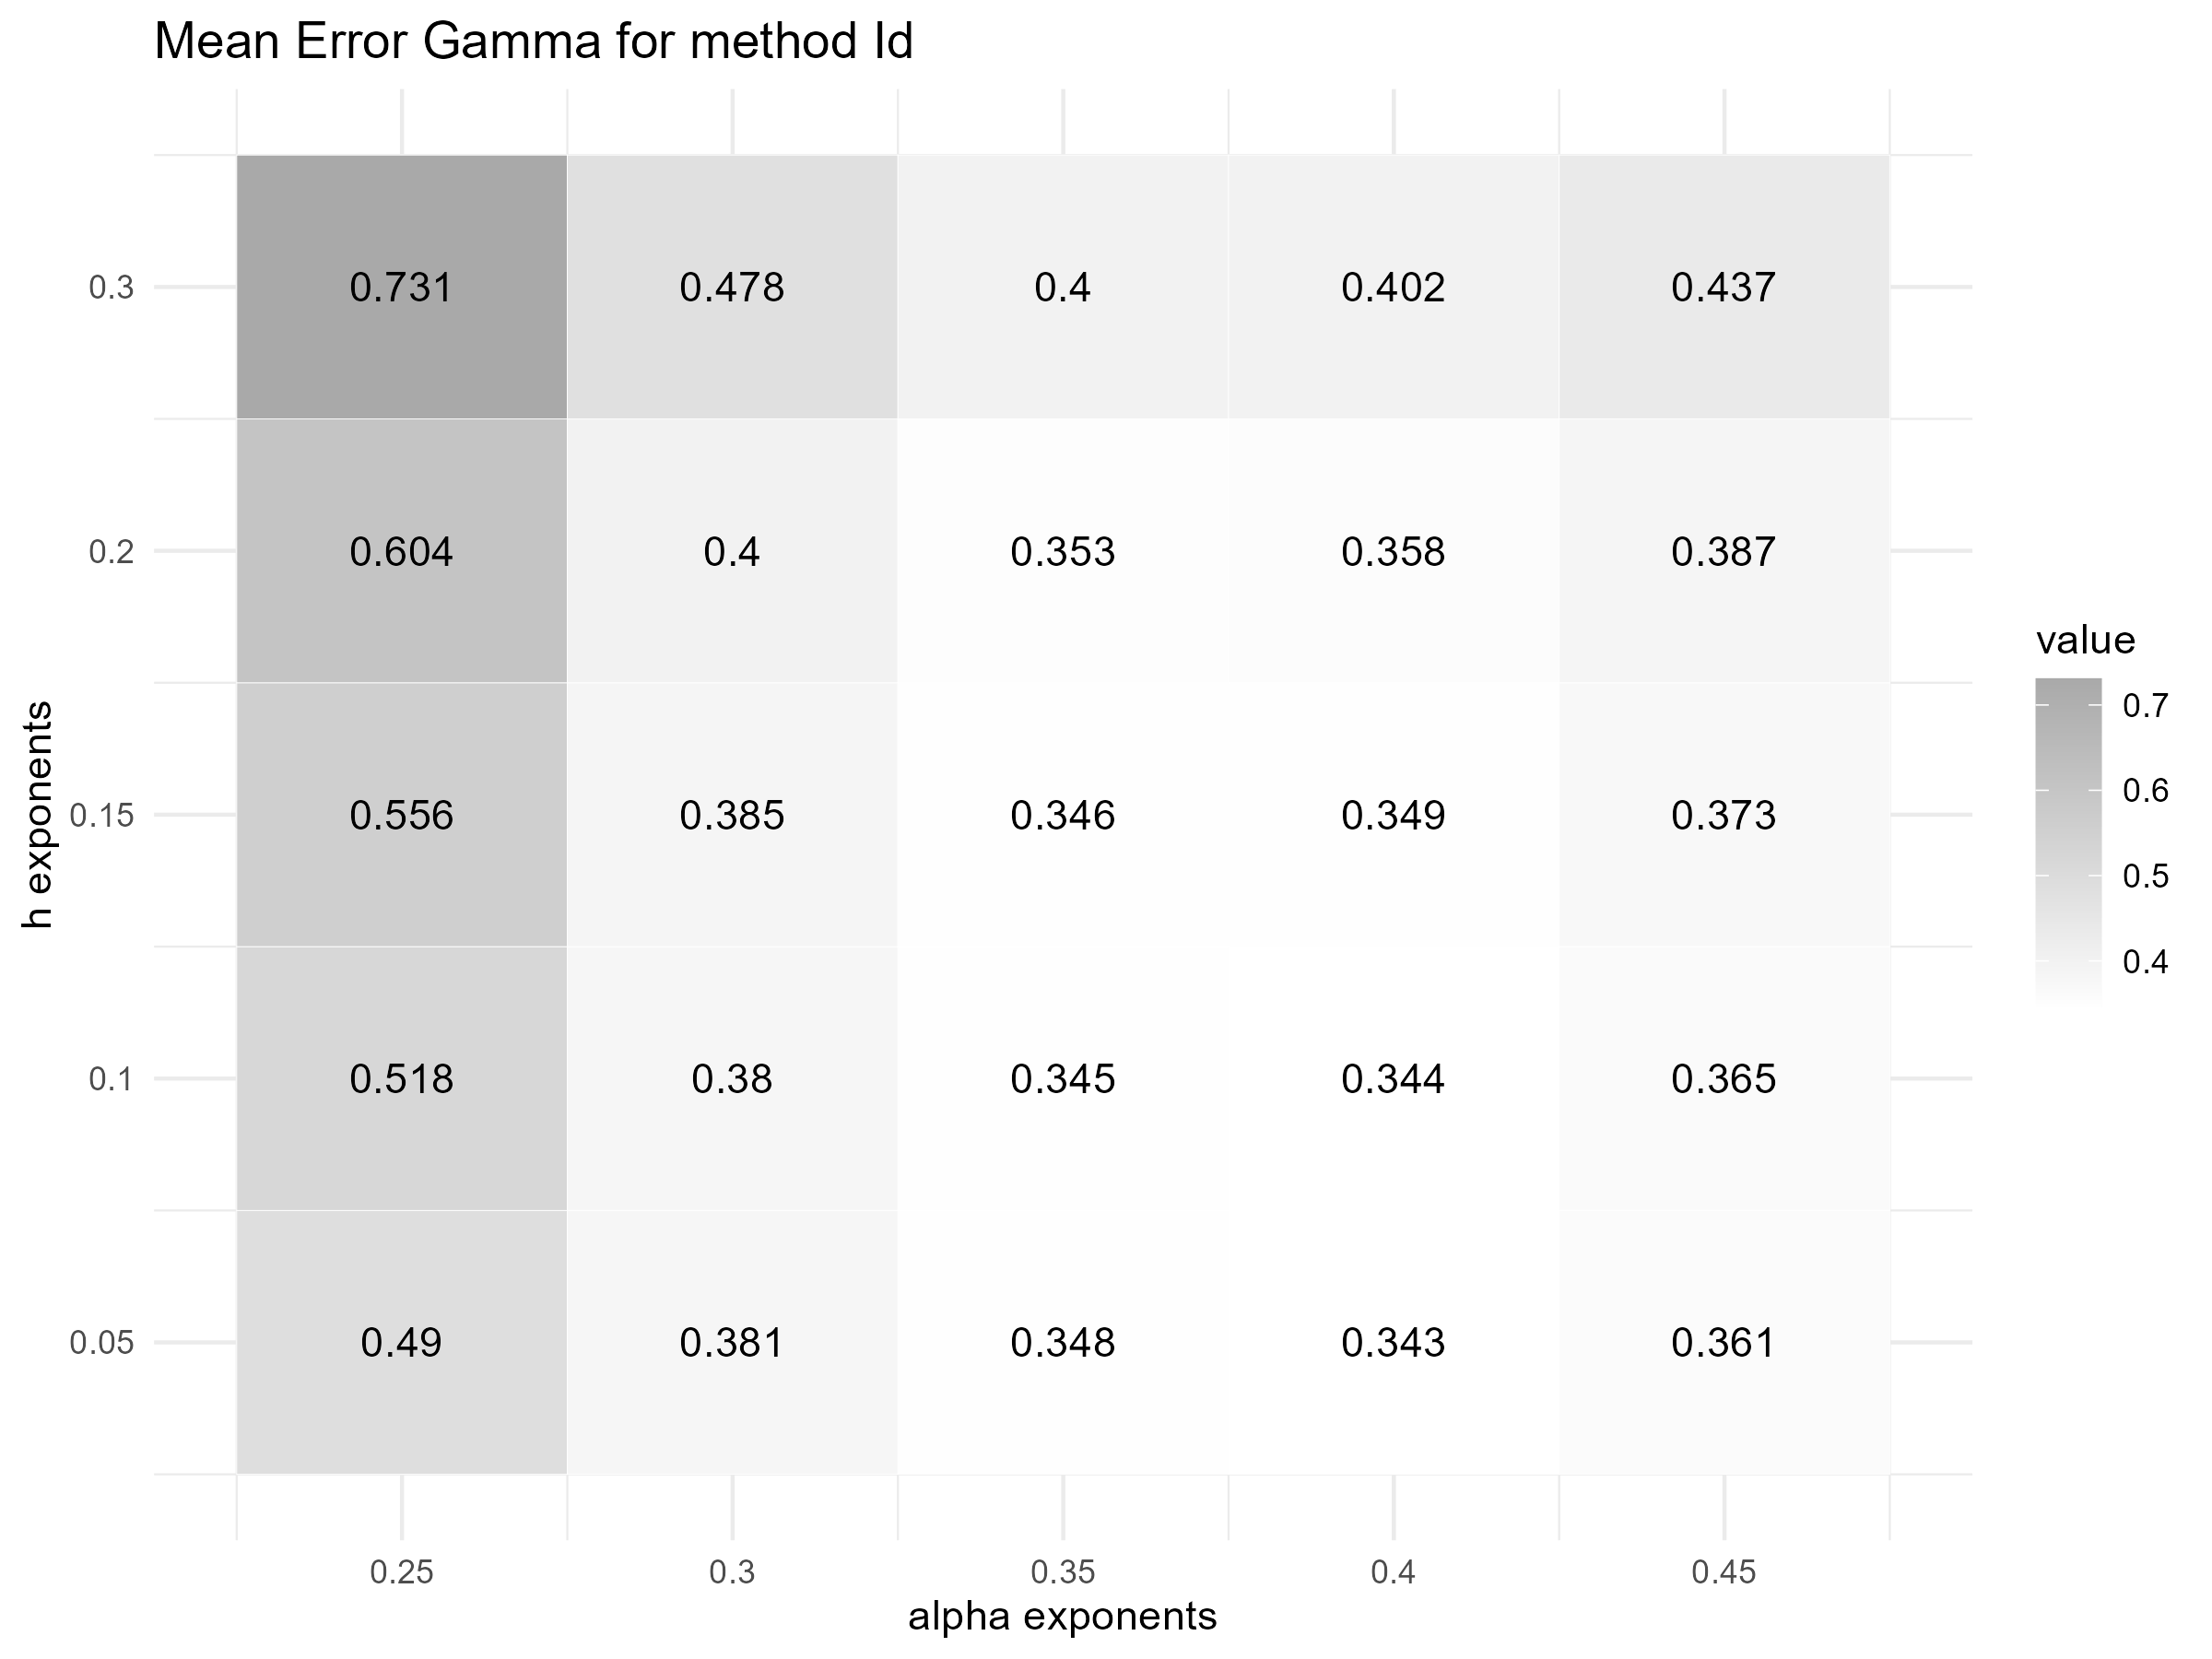 Mean Error Gamma for method Id
0.3 0.731 0.478 0.4 0.402 0.437
0.2 0.604 0.4 0.353 0.358 0.387
0.15 0.556 0.385 0.346 0.349 0.373
0.1 0.518 0.38 0.345 0.344 0.365
0.05 0.49 0.381 0.348 0.343 0.361
0.25 0.3 0.35 0.4 0.45
alpha exponents
h exponents
value
0.7
0.6
0.5
0.4